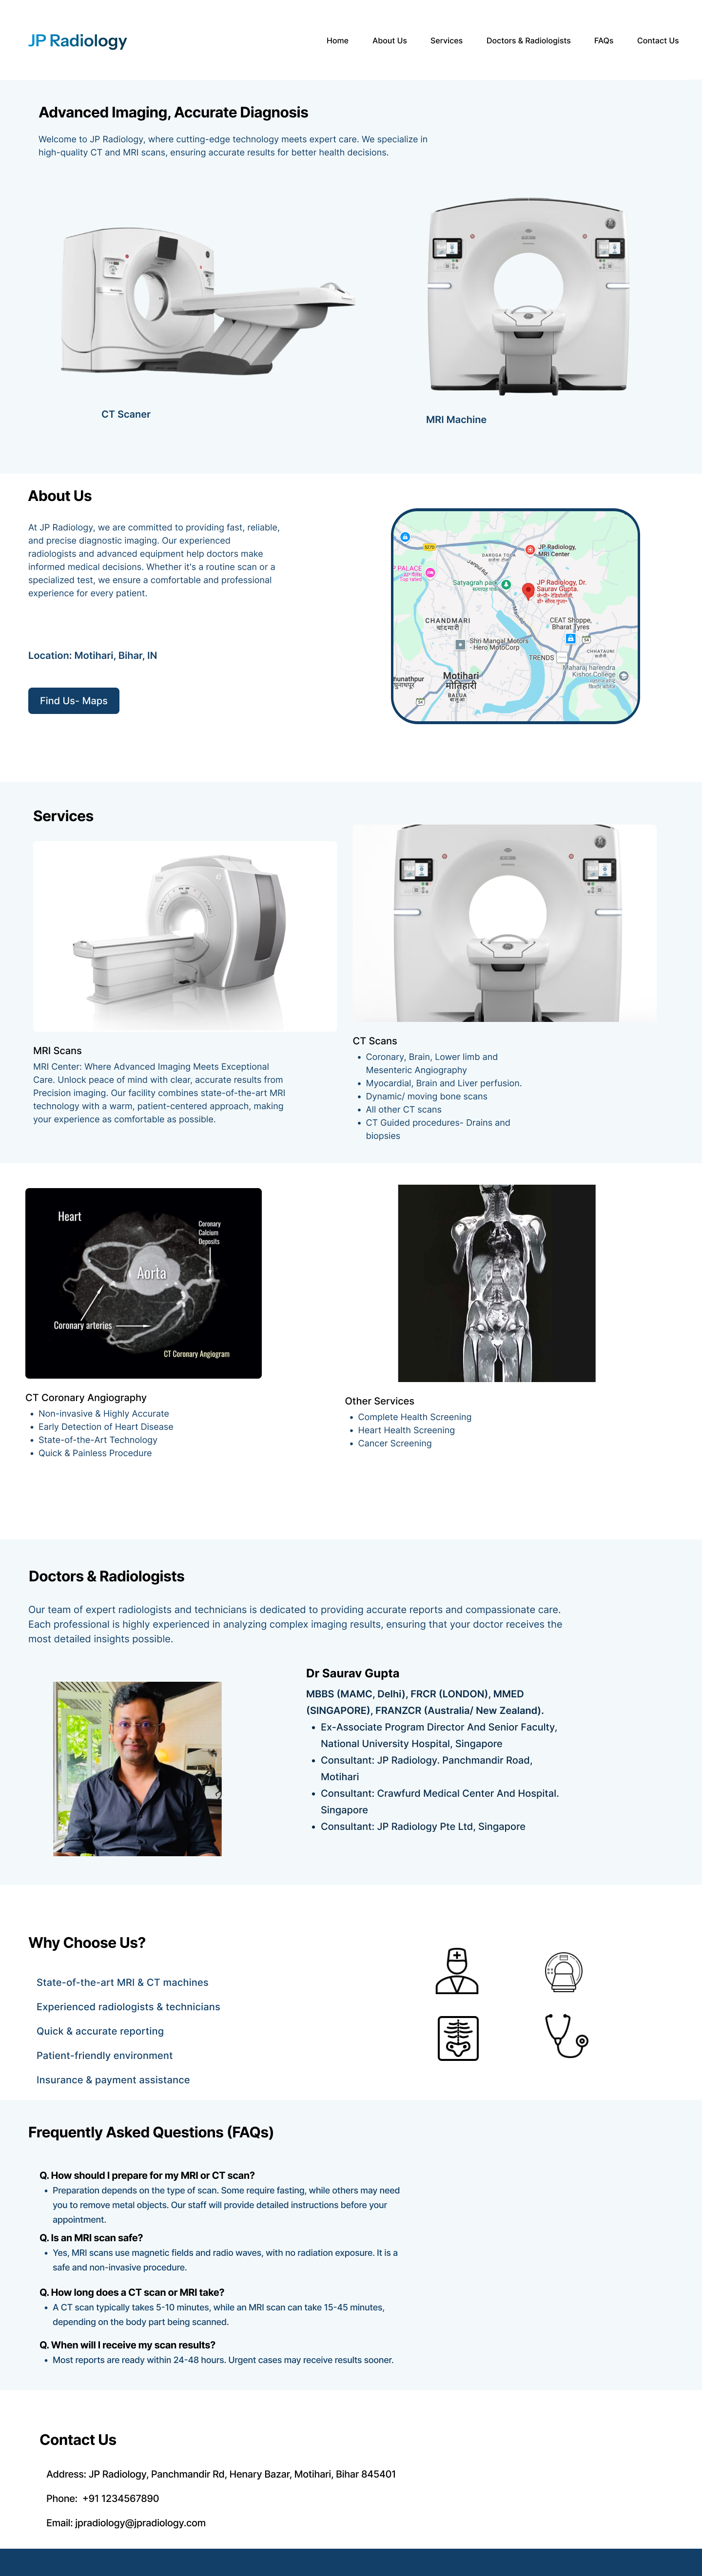 JP Radiology
Home About Us Services Doctors & Radiologists FAQs Contact Us
Advanced Imaging, Accurate Diagnosis
Welcome to JP Radiology, where cutting-edge technology meets expert care. We specialize in
high-quality CT and MRI scans, ensuring accurate results for better health decisions.
CT Scaner
MRI Machine
About Us
At JP Radiology, we are committed to providing fast, reliable,
and precise diagnostic imaging. Our experienced
radiologists and advanced equipment help doctors make
informed medical decisions. Whether it's a routine scan or a
specialized test, we ensure a comfortable and professional
experience for every patient.
Location: Motihari, Bihar, IN
Find Us- Maps
JP Radiology,
MRI Center
DAROGA TOLA
P PALACE
Satyagrah park
JP Radiology, Dr.
Saurav Gupta.
CHANDMARI
चांदमारी
CEAT Shoppe,
Bharat Tyres
Shri Mangal Motors
- Hero MotoCorp
TRENDS
CHHATAUNI
Maharaj harendra
Kishor College
hunathpur
Motihari
मोतिहारी
BALUA
Services
MRI Scans
MRI Center: Where Advanced Imaging Meets Exceptional
Care. Unlock peace of mind with clear, accurate results from
Precision imaging. Our facility combines state-of-the-art MRI
technology with a warm, patient-centered approach, making
your experience as comfortable as possible.
CT Scans
• Coronary, Brain, Lower limb and
Mesenteric Angiography
• Myocardial, Brain and Liver perfusion.
• Dynamic/ moving bone scans
• All other CT scans
• CT Guided procedures- Drains and
biopsies
Heart
Coronary
Calcium
Deposits
Aorta
Coronary arteries
CT Coronary Angiogram
CT Coronary Angiography
• Non-invasive & Highly Accurate
• Early Detection of Heart Disease
• State-of-the-Art Technology
• Quick & Painless Procedure
Other Services
• Complete Health Screening
• Heart Health Screening
• Cancer Screening
Doctors & Radiologists
Our team of expert radiologists and technicians is dedicated to providing accurate reports and compassionate care.
Each professional is highly experienced in analyzing complex imaging results, ensuring that your doctor receives the
most detailed insights possible.
Dr Saurav Gupta
MBBS (MAMC, Delhi), FRCR (LONDON), MMED
(SINGAPORE), FRANZCR (Australia/ New Zealand).
• Ex-Associate Program Director And Senior Faculty,
National University Hospital, Singapore
• Consultant: JP Radiology. Panchmandir Road,
Motihari
• Consultant: Crawfurd Medical Center And Hospital.
Singapore
• Consultant: JP Radiology Pte Ltd, Singapore
Why Choose Us?
State-of-the-art MRI & CT machines
Experienced radiologists & technicians
Quick & accurate reporting
Patient-friendly environment
Insurance & payment assistance
Frequently Asked Questions (FAQs)
Q. How should I prepare for my MRI or CT scan?
• Preparation depends on the type of scan. Some require fasting, while others may need
you to remove metal objects. Our staff will provide detailed instructions before your
appointment.
Q. Is an MRI scan safe?
• Yes, MRI scans use magnetic fields and radio waves, with no radiation exposure. It is a
safe and non-invasive procedure.
Q. How long does a CT scan or MRI take?
• A CT scan typically takes 5-10 minutes, while an MRI scan can take 15-45 minutes,
depending on the body part being scanned.
Q. When will I receive my scan results?
• Most reports are ready within 24-48 hours. Urgent cases may receive results sooner.
Contact Us
Address: JP Radiology, Panchmandir Rd, Henary Bazar, Motihari, Bihar 845401
Phone: +91 1234567890
Email: jpradiology@jpradiology.com